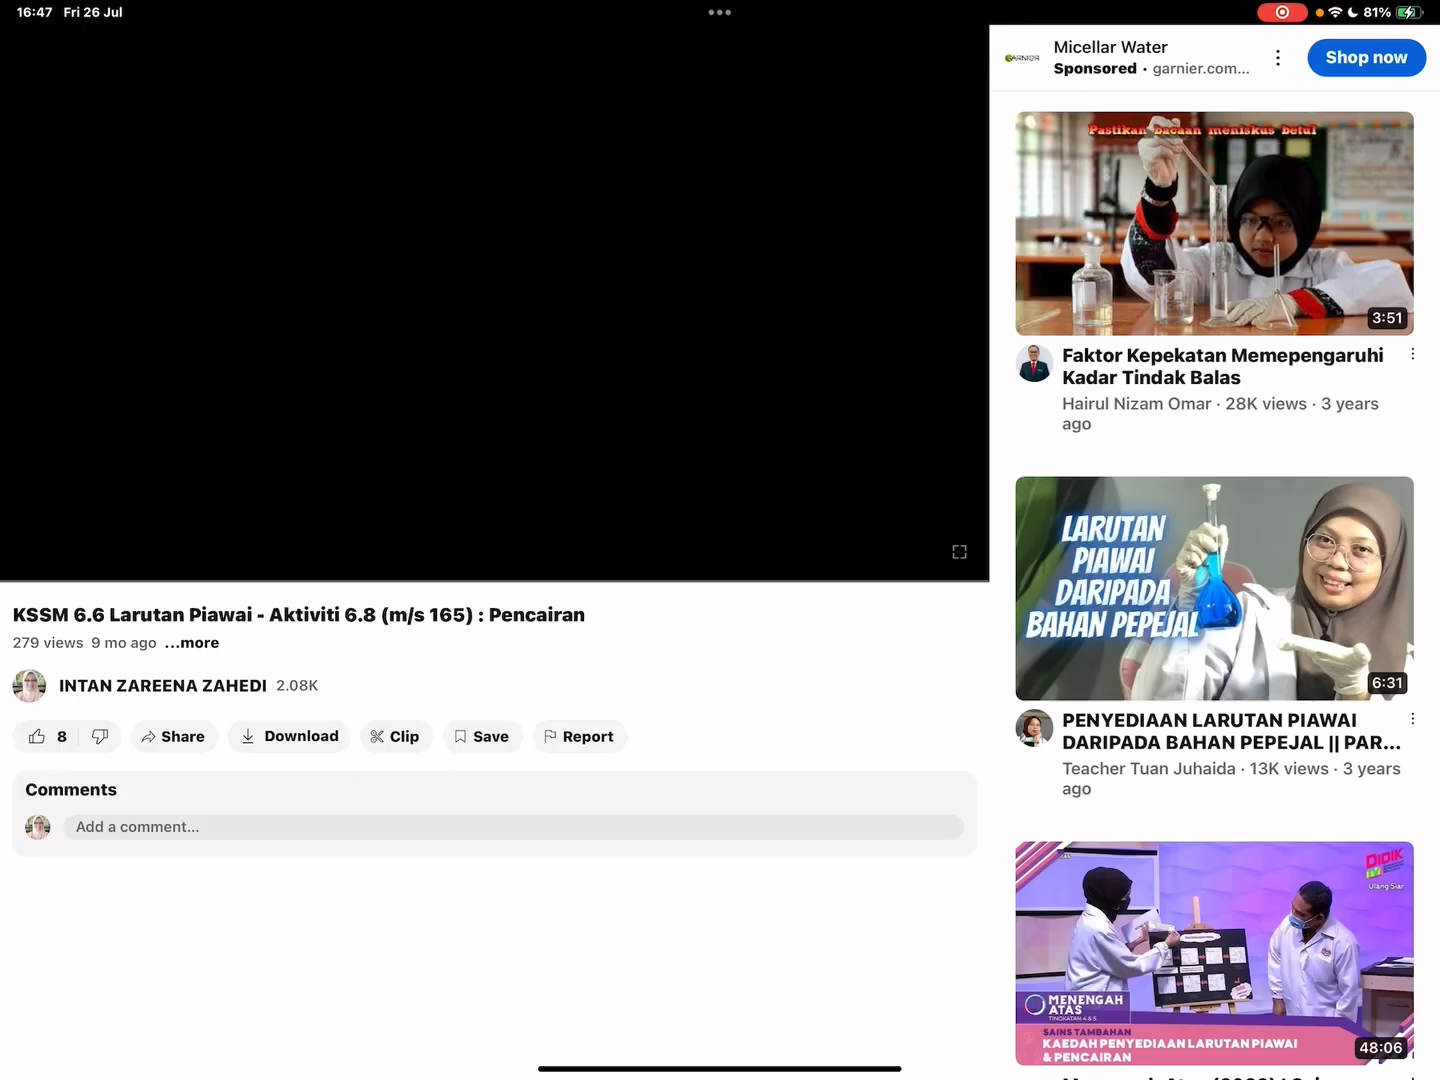 16:47 Fri 26 Jul
81%
GARNIER
Micellar Water
Sponsored · garnier.com...
Shop now
Pastikan bacaan meniskus betul
3:51
Faktor Kepekatan Memepengaruhi
Kadar Tindak Balas
Hairul Nizam Omar · 28K views · 3 years
ago
KSSM 6.6 Larutan Piawai - Aktiviti 6.8 (m/s 165) : Pencairan
279 views 9 mo ago ...more
INTAN ZAREENA ZAHEDI 2.08K
8
Share
Download
Clip
Save
Report
Comments
Add a comment...
LARUTAN
PIAWAI
DARIPADA
BAHAN PEPEJAL
6:31
PENYEDIAAN LARUTAN PIAWAI
DARIPADA BAHAN PEPEJAL || PAR...
Teacher Tuan Juhaida · 13K views · 3 years
ago
DIDIK
TV
Ulang Siar
MENENGAH
ATAS
TINGKATAN 4 & 5
SAINS TAMBAHAN
KAEDAH PENYEDIAAN LARUTAN PIAWAI
& PENCAIRAN
48:06